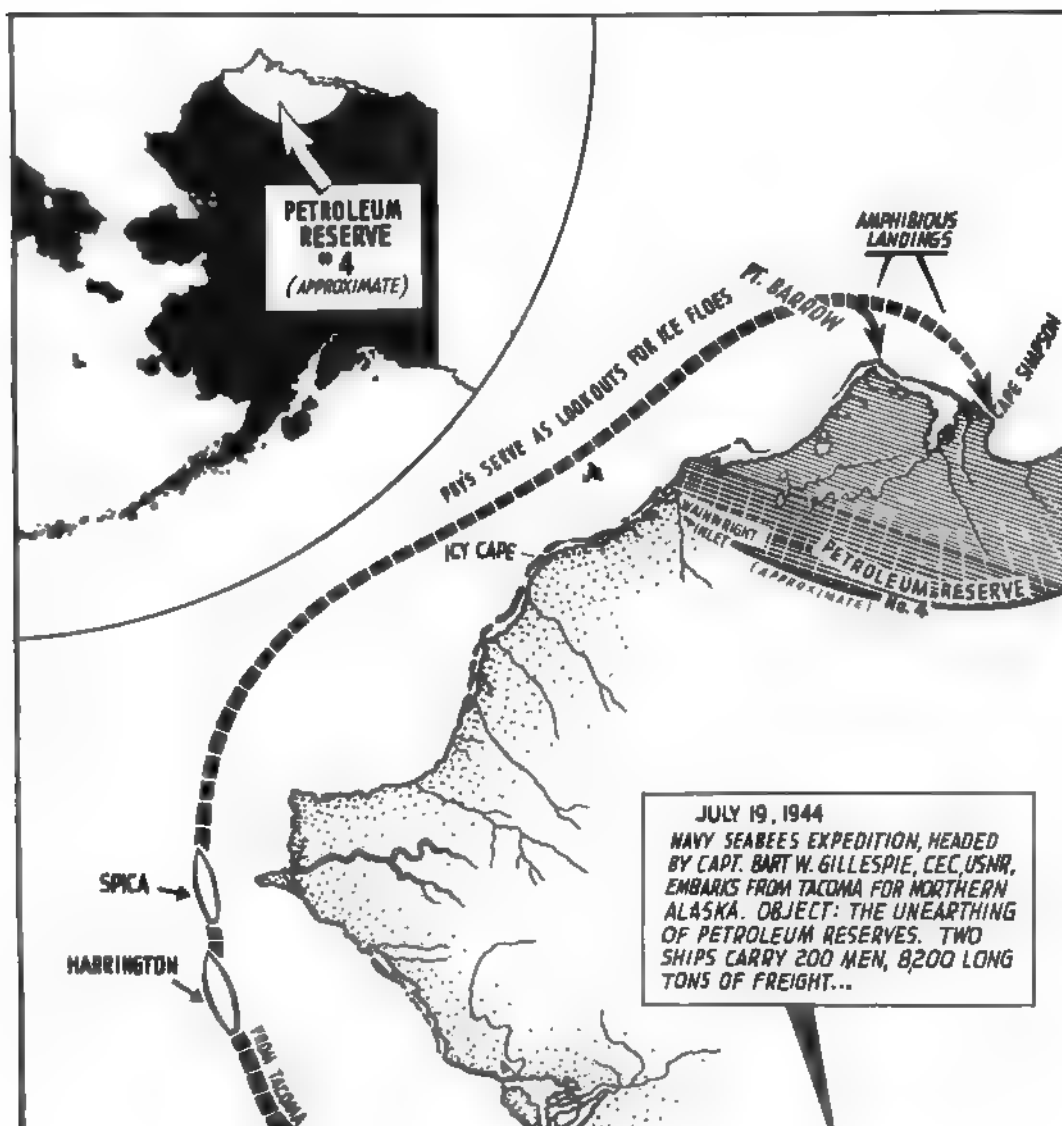 PETROLEUM
RESERVE
#4
(APPROXIMATE)
AMPHIBIOUS
LANDINGS
PT. BARROW
CAPE SIMPSON
PBY'S SERVE AS LOOKOUTS FOR ICE FLOES
ICY CAPE
WAINWRIGHT
INLET
PETROLEUM RESERVE
(APPROXIMATE) No. 4
JULY 19, 1944
NAVY SEABEES EXPEDITION, HEADED
BY CAPT. BART W. GILLESPIE, CEC, USNR,
EMBARKS FROM TACOMA FOR NORTHERN
ALASKA. OBJECT: THE UNEARTHING
OF PETROLEUM RESERVES. TWO
SHIPS CARRY 200 MEN, 8,200 LONG
TONS OF FREIGHT...
SPICA
HARRINGTON
FROM TACOMA